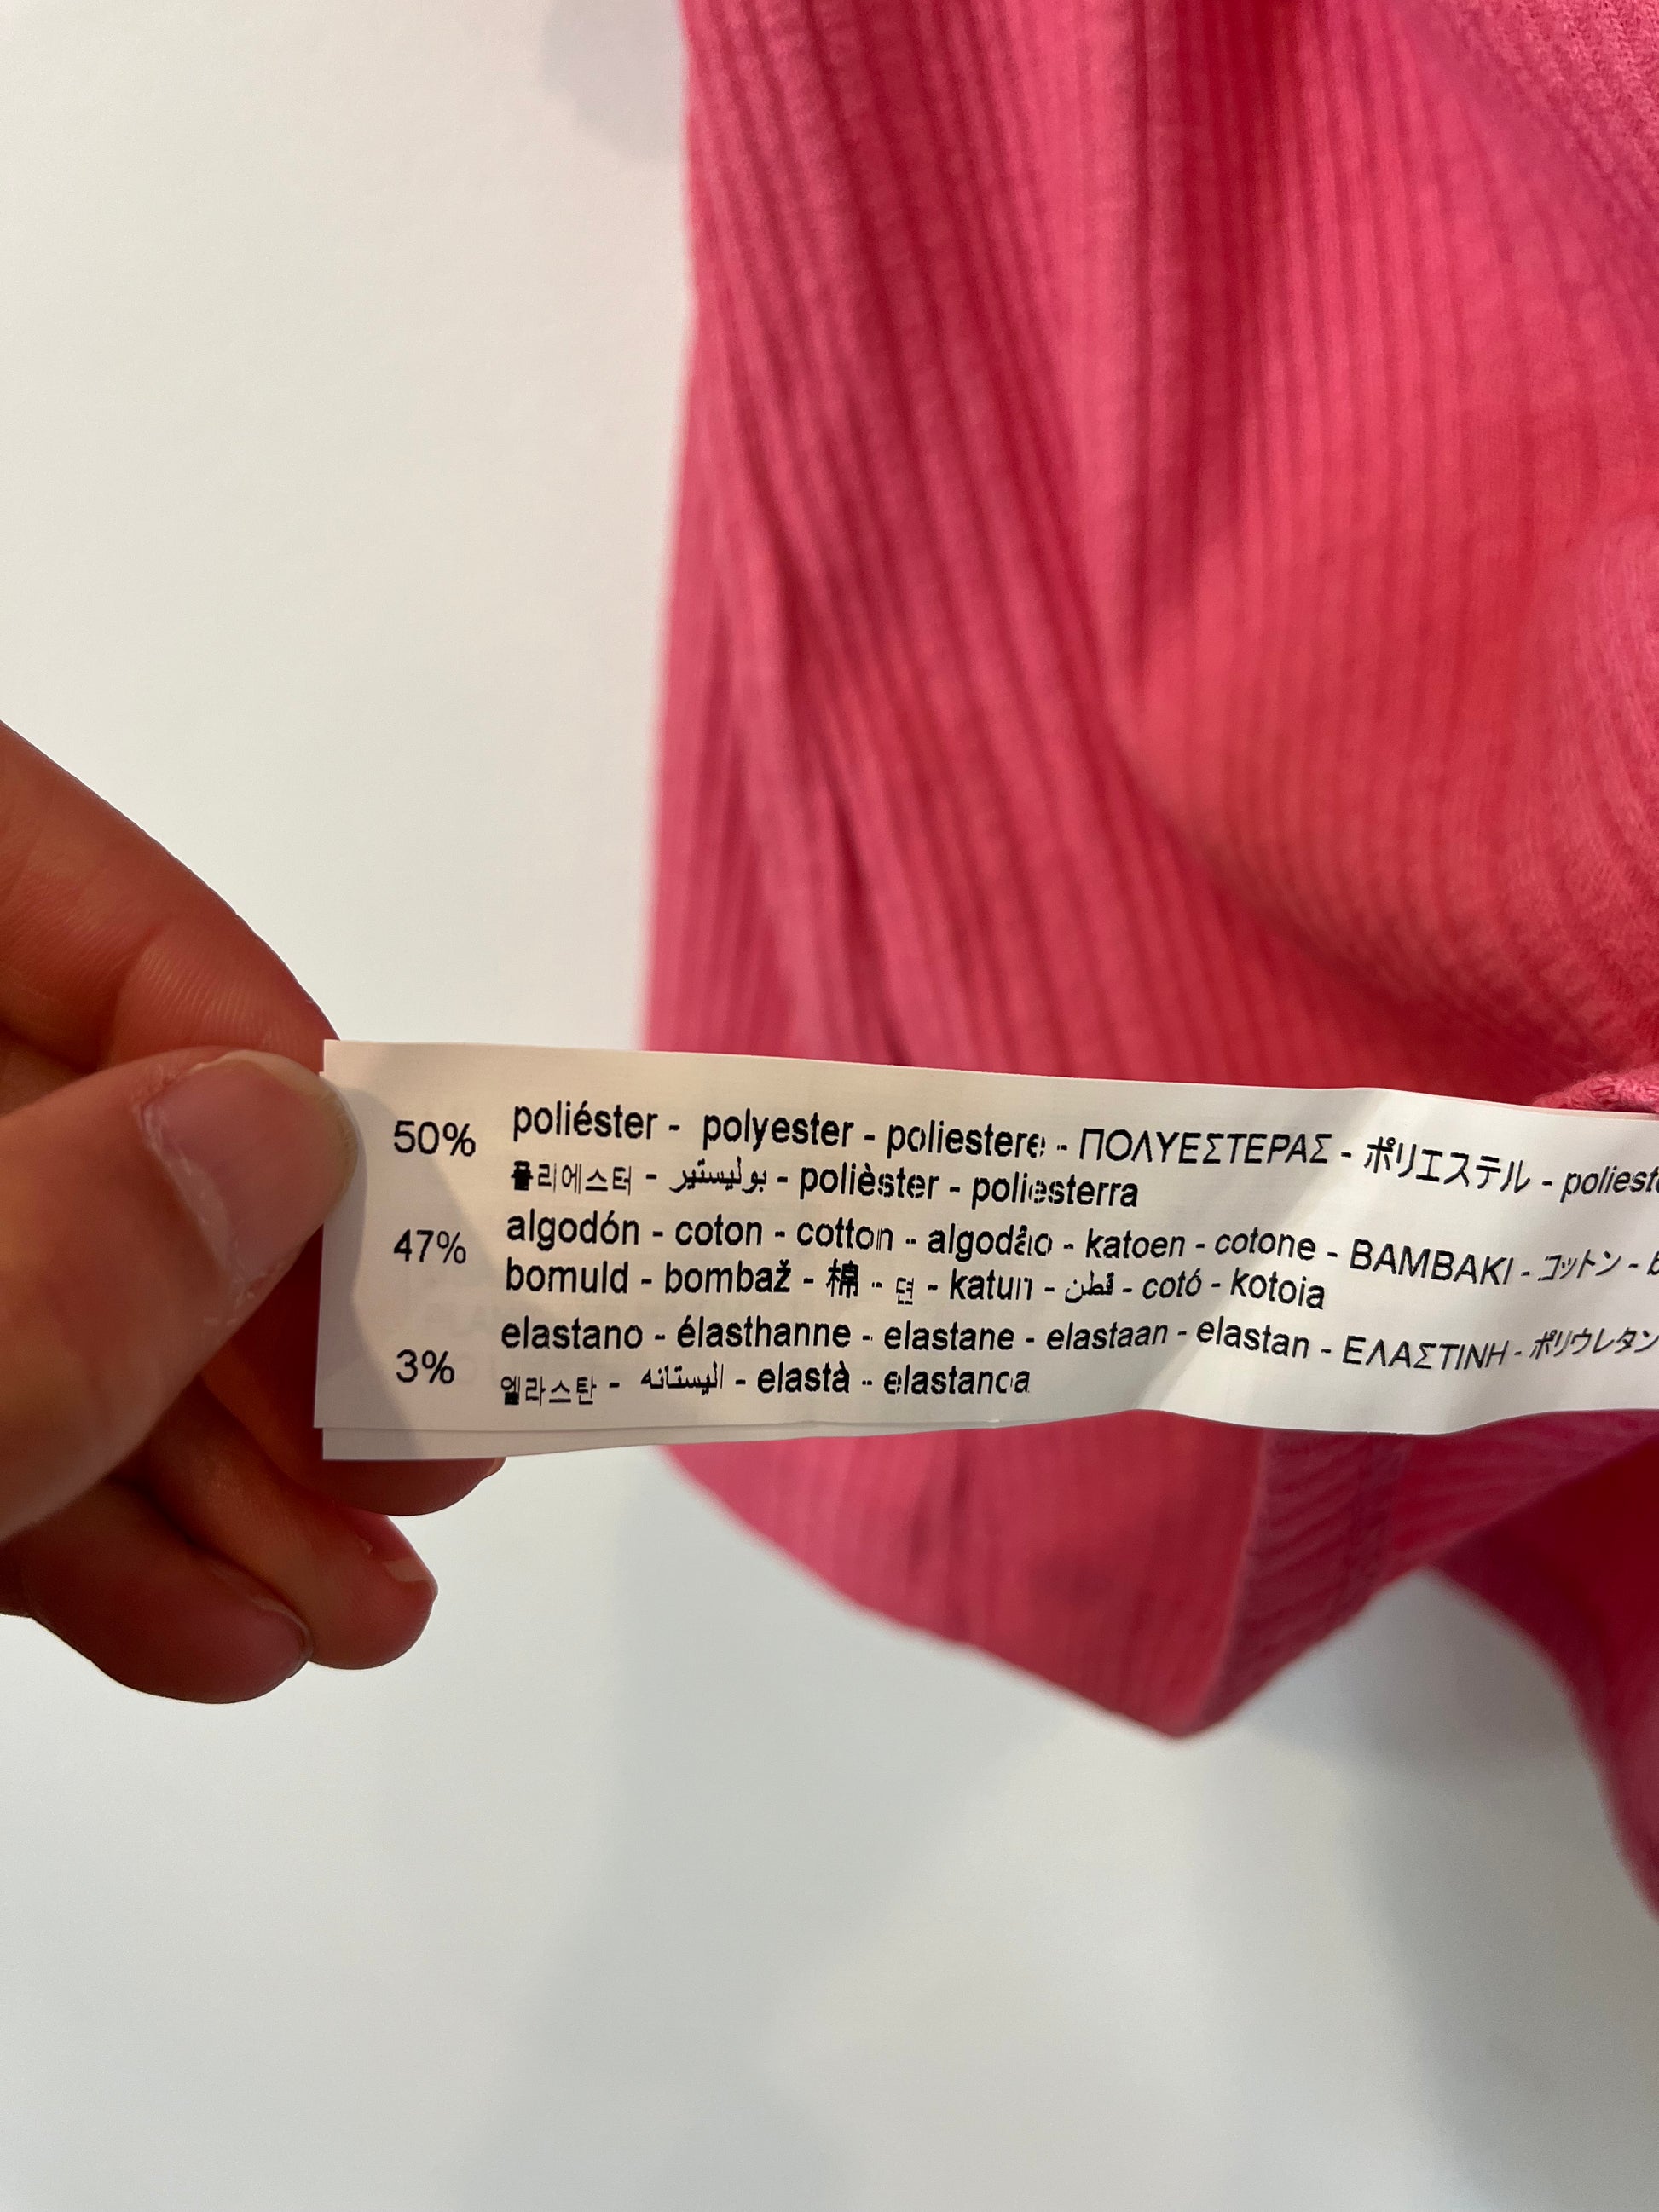 50% poliéster - polyester - poliestere - ΠΟΛΥΕΣΤΕΡΑΣ - ポリエステル -
폴리에스터 - بوليستير - polièster - poliesterra
47% algodón - coton - cotton - algodão - katoen - cotone - BAMBAKI - コットン -
bomuld - bombaž - 棉 - 면 - katun - قطن - cotó - kotoia
3% elastano - élasthanne - elastane - elastaan - elastan - ΕΛΑΣΤΙΝΗ - ポリウレタン
엘라스탄 - اليستانه - elastà - elastanoa